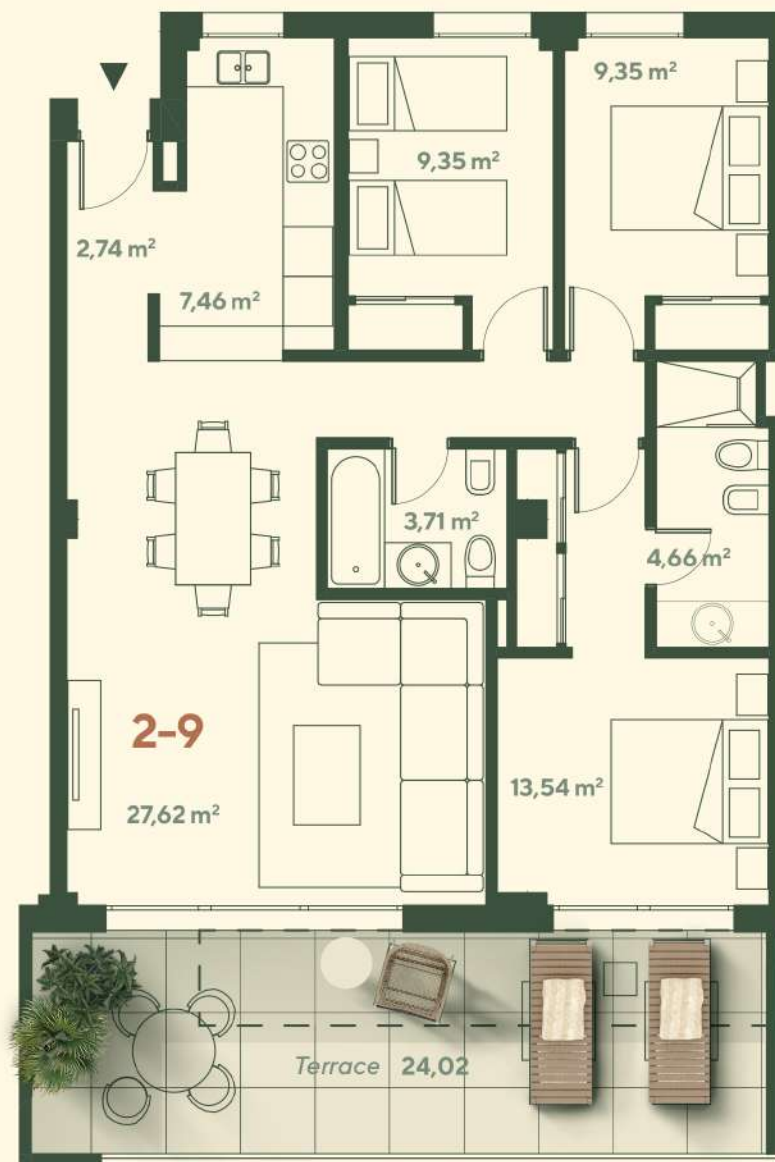 9,35 m²
9,35 m²
2,74 m²
7,46 m²
3,71 m²
4,66 m²
2-9
27,62 m²
13,54 m²
Terrace 24,02